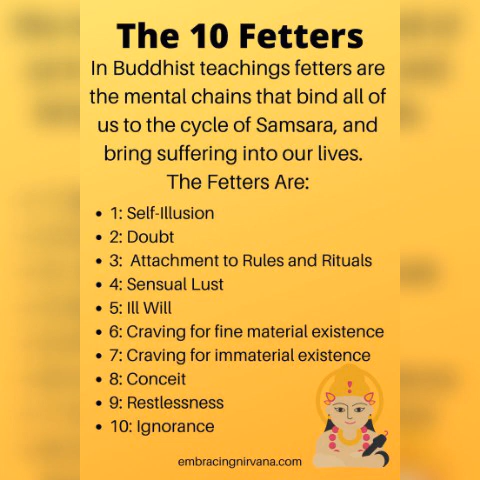 The 10 Fetters
In Buddhist teachings fetters are
the mental chains that bind all of
us to the cycle of Samsara, and
bring suffering into our lives.
The Fetters Are:
• 1: Self-Illusion
• 2: Doubt
• 3:  Attachment to Rules and Rituals
• 4: Sensual Lust
• 5: Ill Will
• 6: Craving for fine material existence
• 7: Craving for immaterial existence
• 8: Conceit
• 9: Restlessness
• 10: Ignorance
embracingnirvana.com